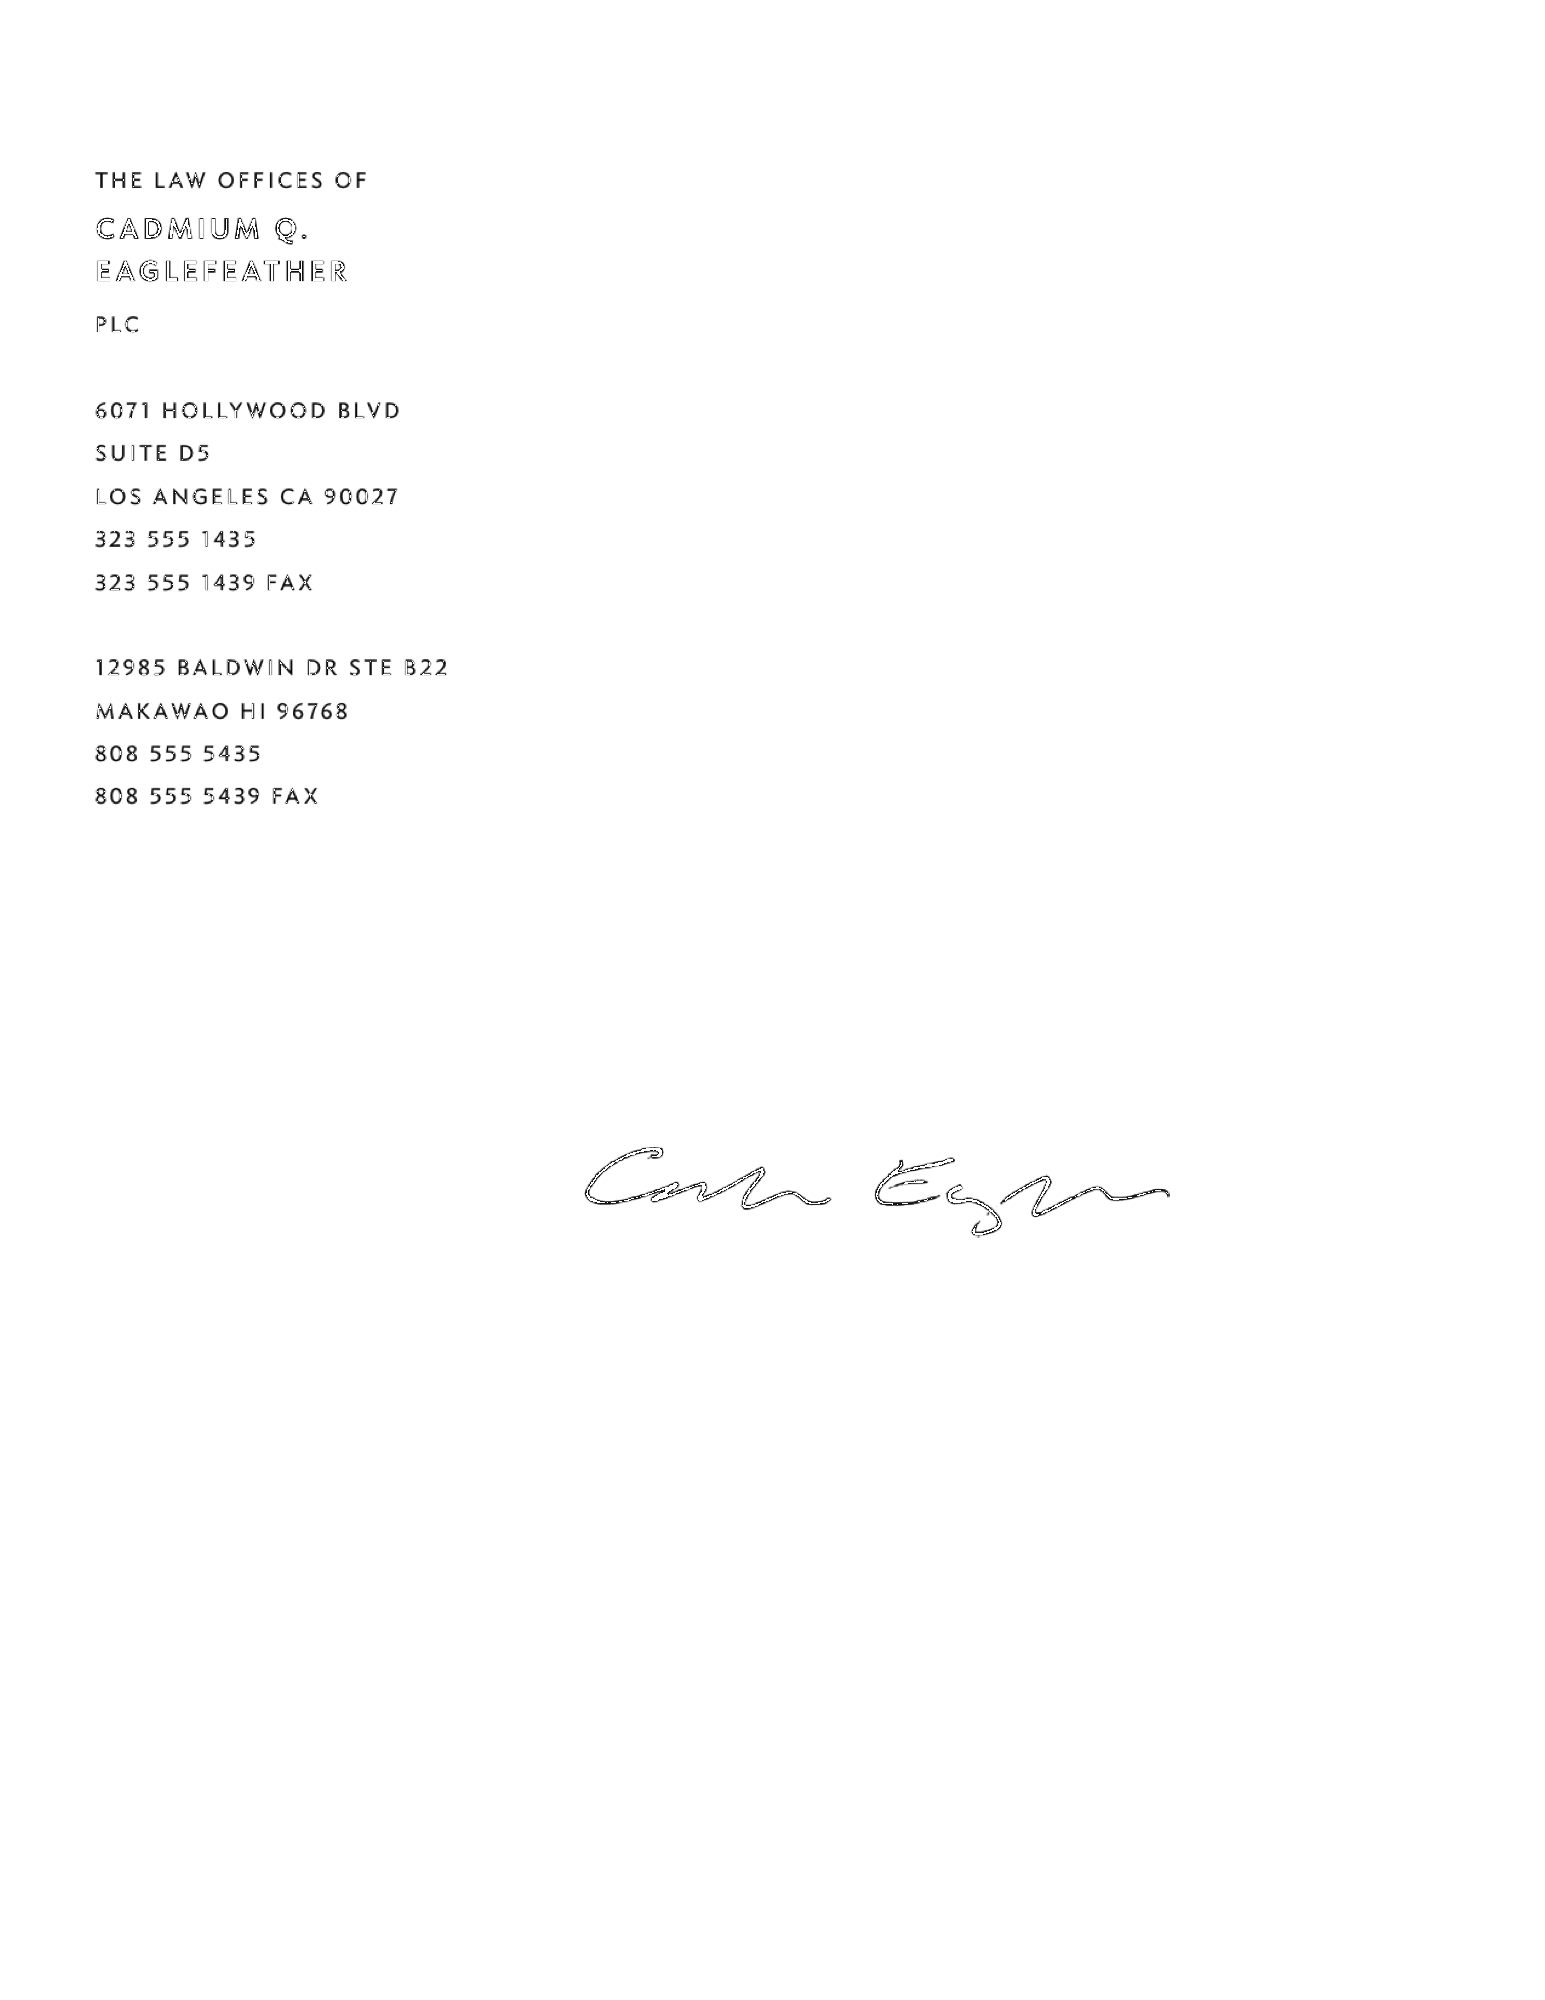 THE LAW OFFICES OF
CADMIUM Q.
EAGLEFEATHER
PLC
6071 HOLLYWOOD BLVD
SUITE D5
LOS ANGELES CA 90027
323 555 1435
323 555 1439 FAX
12985 BALDWIN DR STE B22
MAKAWAO HI 96768
808 555 5435
808 555 5439 FAX